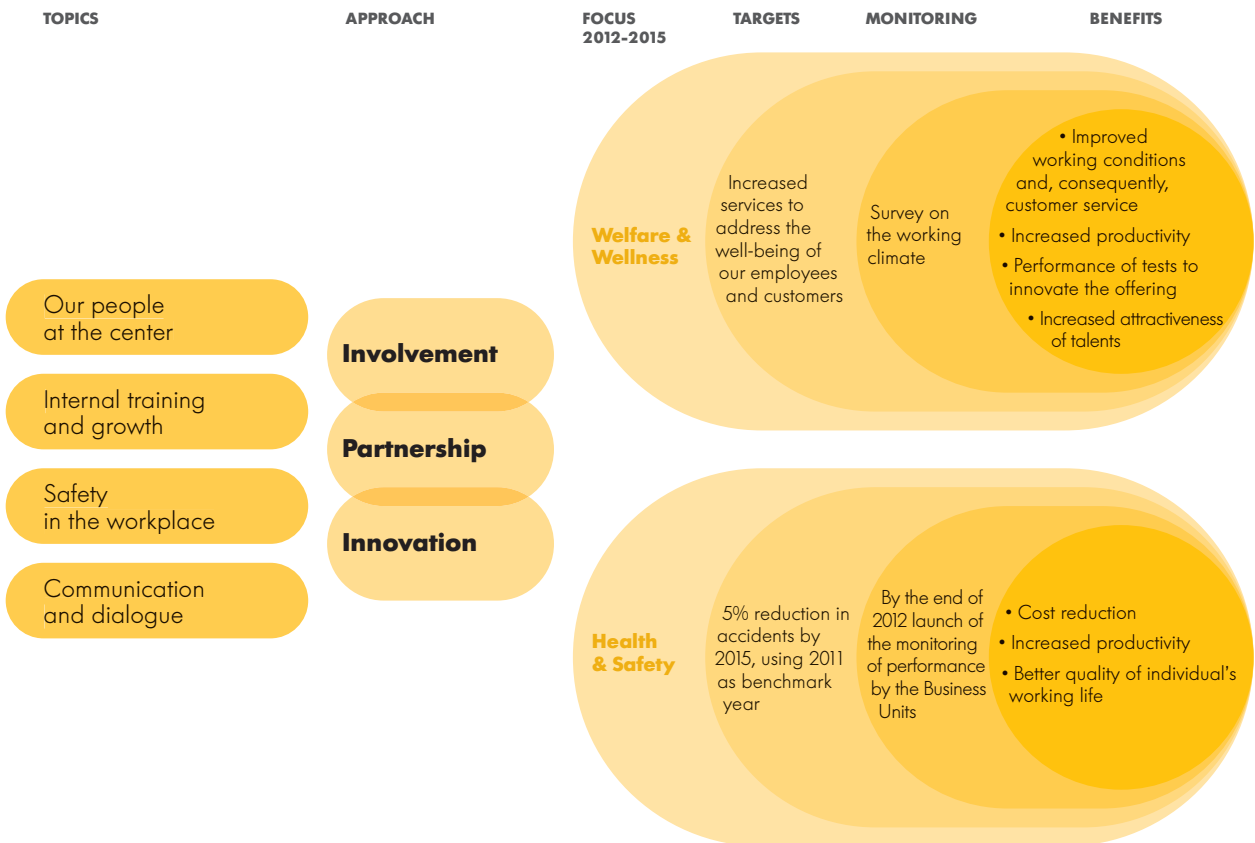 TOPICS
APPROACH
FOCUS
2012-2015
TARGETS
MONITORING
BENEFITS
Our people
at the center
Internal training
and growth
Safety
in the workplace
Communication
and dialogue
Involvement
Partnership
Innovation
Welfare &
Wellness
Increased
services to
address the
well-being of
our employees
and customers
Survey on
the working
climate
• Improved
working conditions
and, consequently,
customer service
• Increased productivity
• Performance of tests to
innovate the offering
• Increased attractiveness
of talents
Health
& Safety
5% reduction in
accidents by
2015, using 2011
as benchmark
year
By the end of
2012 launch of
the monitoring
of performance
by the Business
Units
• Cost reduction
• Increased productivity
• Better quality of individual's
working life